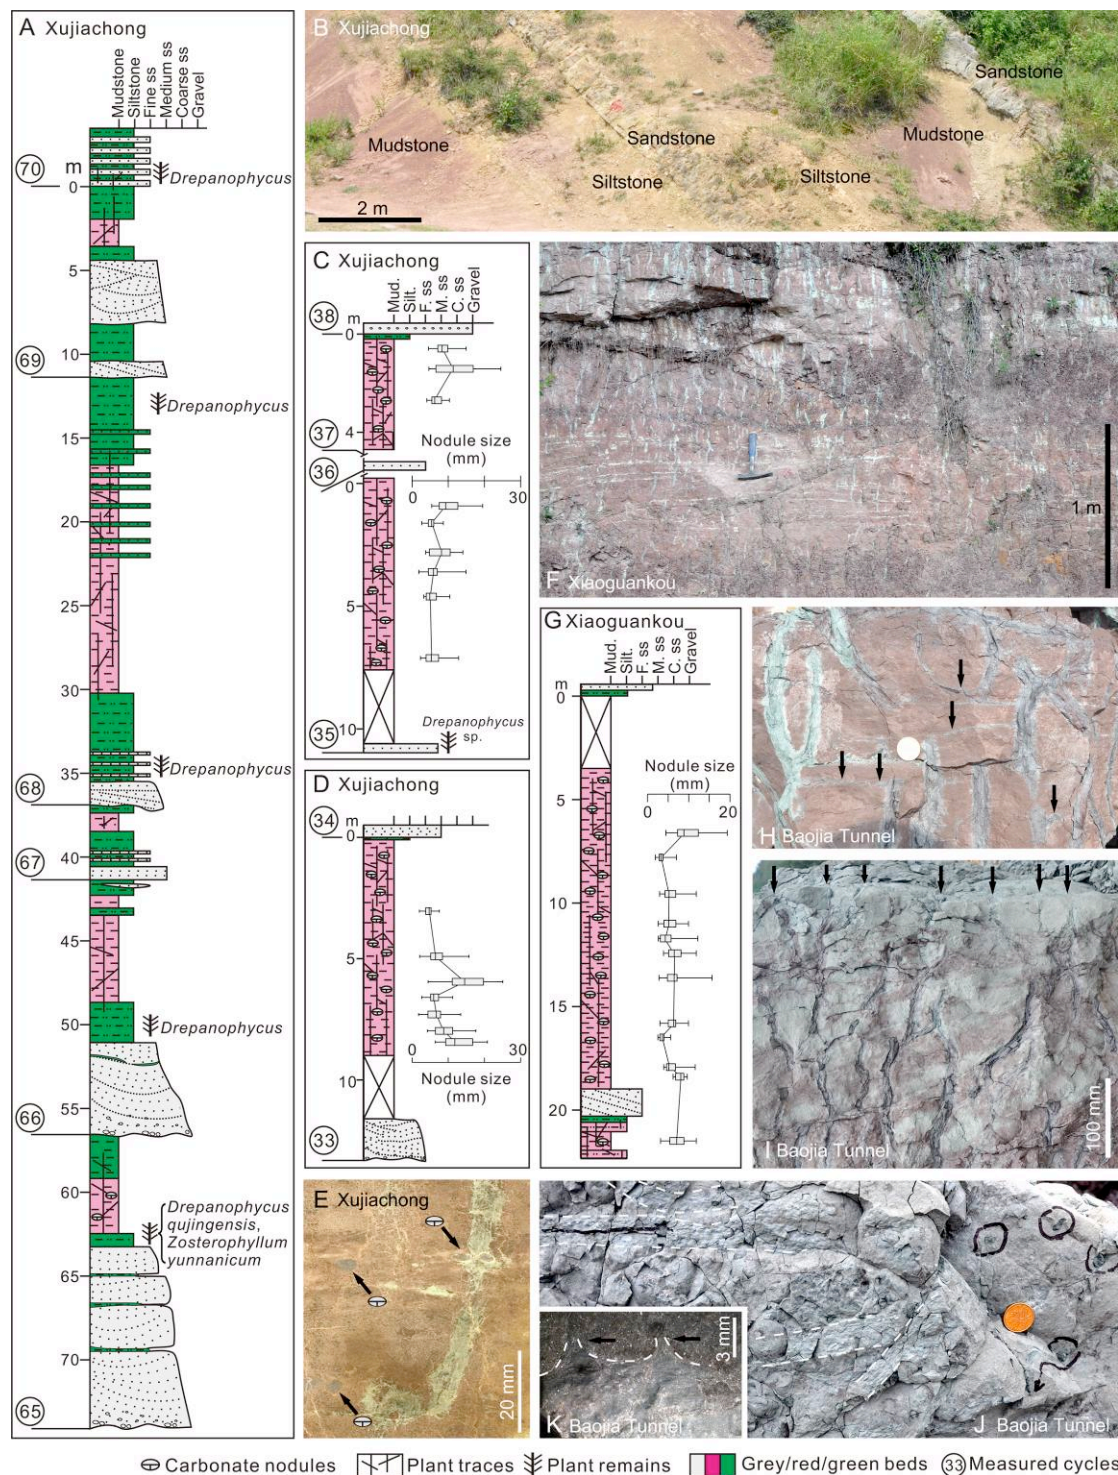 A Xujiachong
Mudstone
Siltstone
Fine ss
Medium ss
Coarse ss
Gravel
m
70
0
Drepanophycus
5
69
10
Drepanophycus
15
20
25
30
Drepanophycus
35
68
67
40
45
Drepanophycus
50
66
55
60
Drepanophycus
qujingensis,
Zosterophyllum
yunnanicum
65
70
65
B Xujiachong
Sandstone
Mudstone
Sandstone
Mudstone
Siltstone
Siltstone
2 m
C Xujiachong
Mud.
Silt.
F. ss
M. ss
C. ss
Gravel
m
38
0
4
37
36
Nodule size
(mm)
0
30
0
5
10
35
Drepanophycus
sp.
D Xujiachong
34
m
0
5
10
0
30
Nodule size
(mm)
33
E Xujiachong
20 mm
F Xiaoguankou
1 m
G Xiaoguankou
Mud.
Silt.
F. ss
M. ss
C. ss
Gravel
m
0
Nodule size
(mm)
0
20
5
10
15
20
H Baojia Tunnel
I Baojia Tunnel
100 mm
J Baojia Tunnel
K Baojia Tunnel
3 mm
Carbonate nodules
Plant traces
Plant remains
Grey/red/green beds
33 Measured cycles